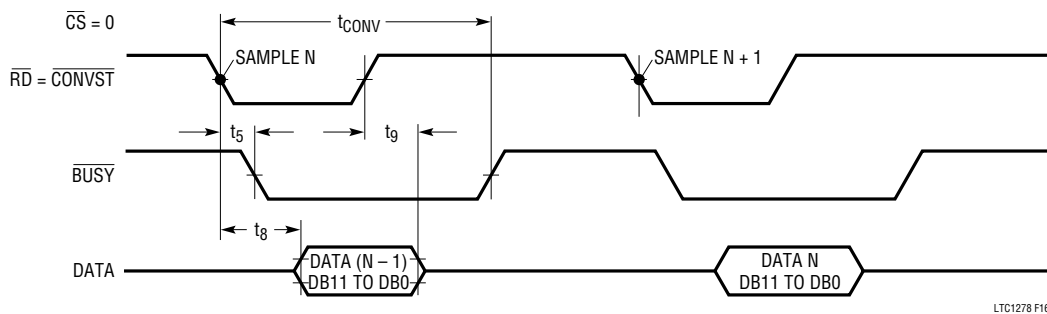 CS = 0
tCONV
SAMPLE N
SAMPLE N + 1
RD = CONVST
t5
t9
BUSY
t8
DATA
DATA (N – 1)
DB11 TO DB0
DATA N
DB11 TO DB0
LTC1278 F16